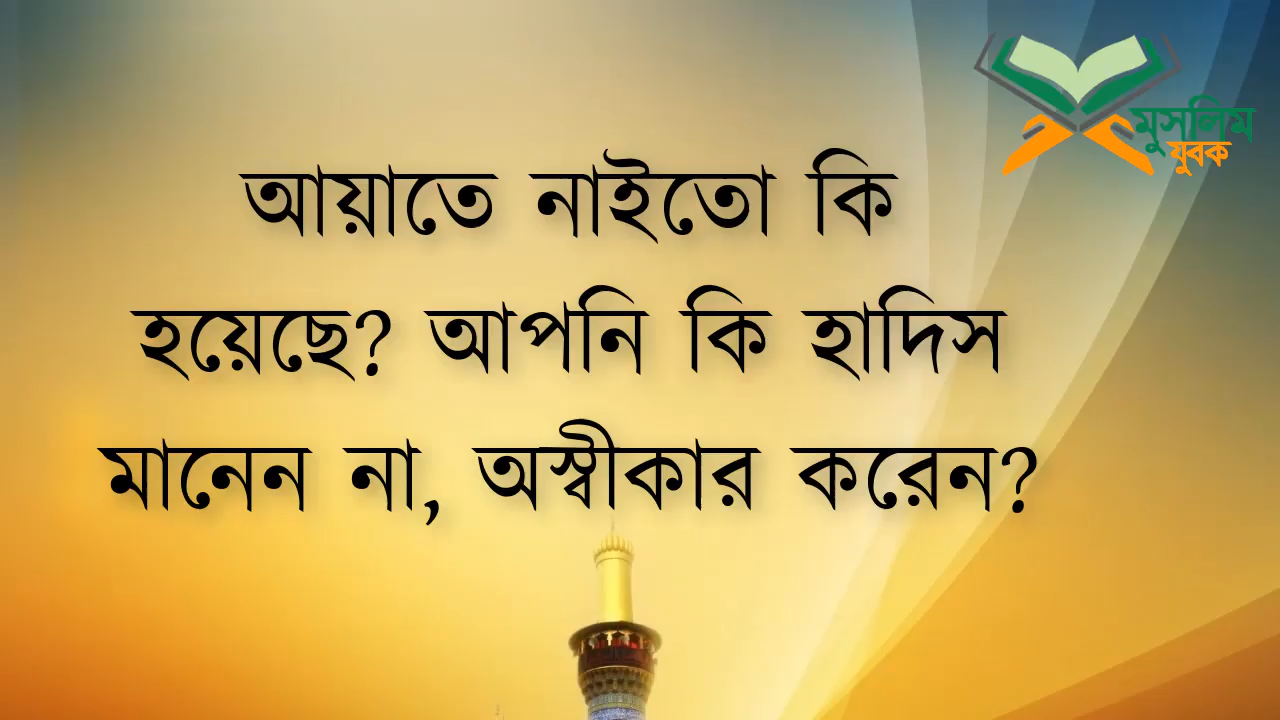 মুসলিম
যুবক
আয়াতে নাইতো কি
হয়েছে? আপনি কি হাদিস
মানেন না, অস্বীকার করেন?